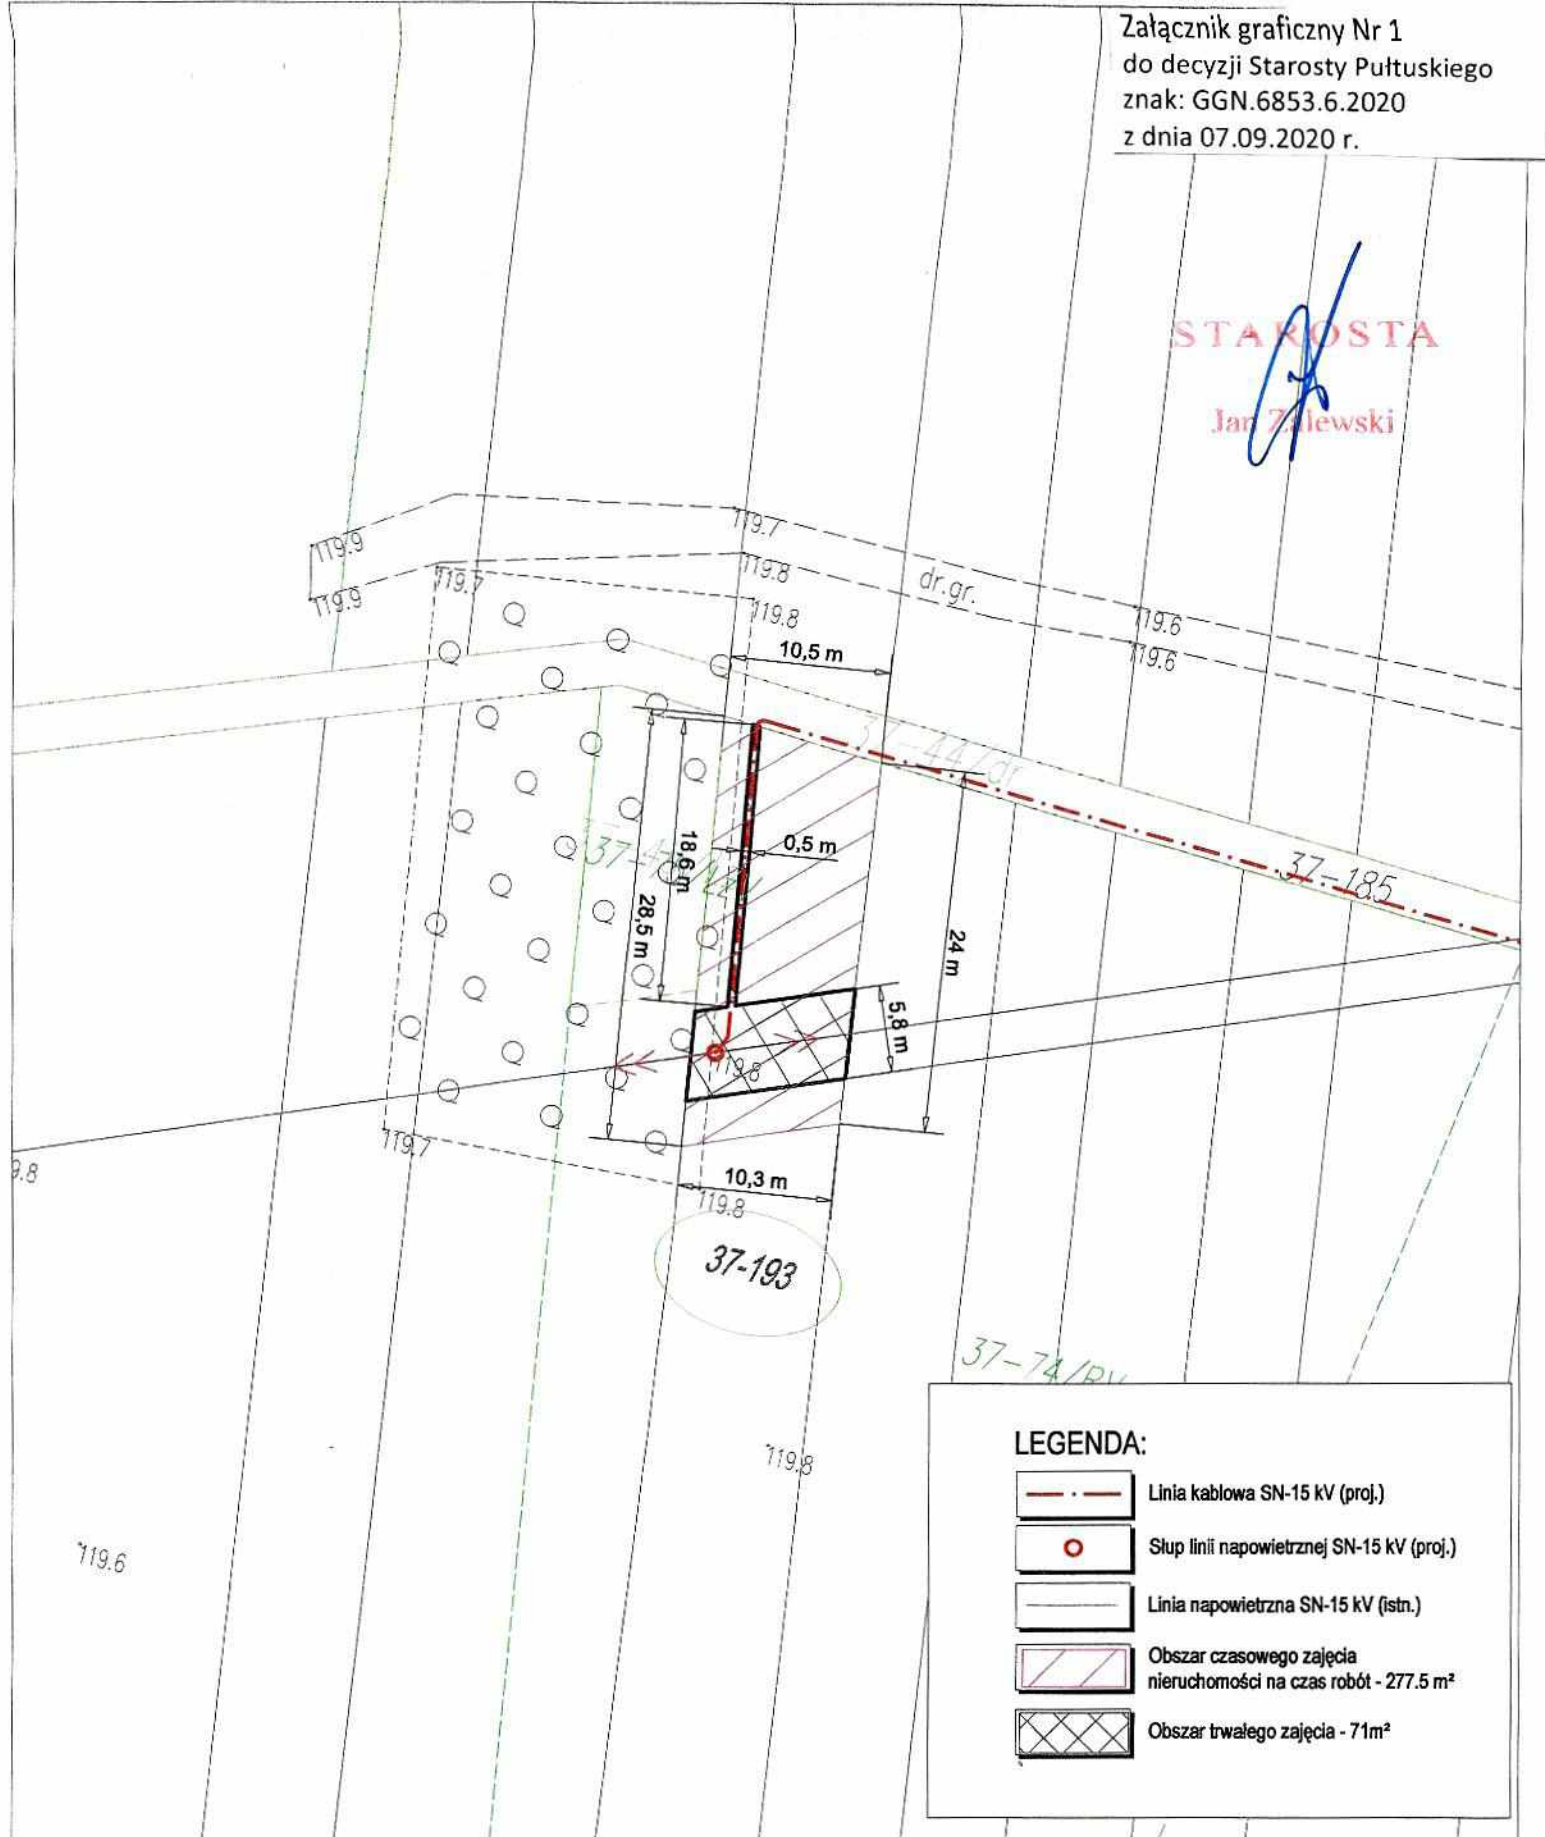 Załącznik graficzny Nr 1
do decyzji Starosty Pułtuskiego
znak: GGN.6853.6.2020
z dnia 07.09.2020 r.
STAROSTA
Jan Zalewski
119.9
119.7
119.9
119.7
119.8
119.8
dr.gr.
119.6
119.6
10,5 m
37-44/dr
18,6 m
28,5 m
0,5 m
24 m
37-185
5,8 m
119.8
119.7
9.8
10,3 m
119.8
37-193
37-74/RV
119.8
119.6
LEGENDA:
Linia kablowa SN-15 kV (proj.)
Słup linii napowietrznej SN-15 kV (proj.)
Linia napowietrzna SN-15 kV (istn.)
Obszar czasowego zajęcia
nieruchomości na czas robót - 277.5 m²
Obszar trwałego zajęcia - 71m²